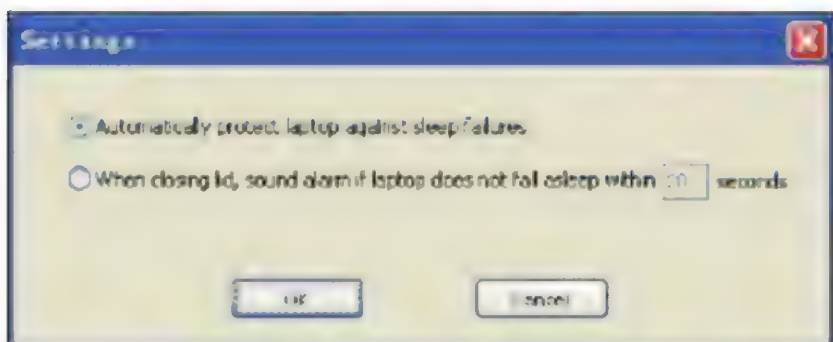 Settings
Automatically protect laptop against sleep failures
When closing lid, sound alarm if laptop does not fall asleep within seconds
OK
Cancel